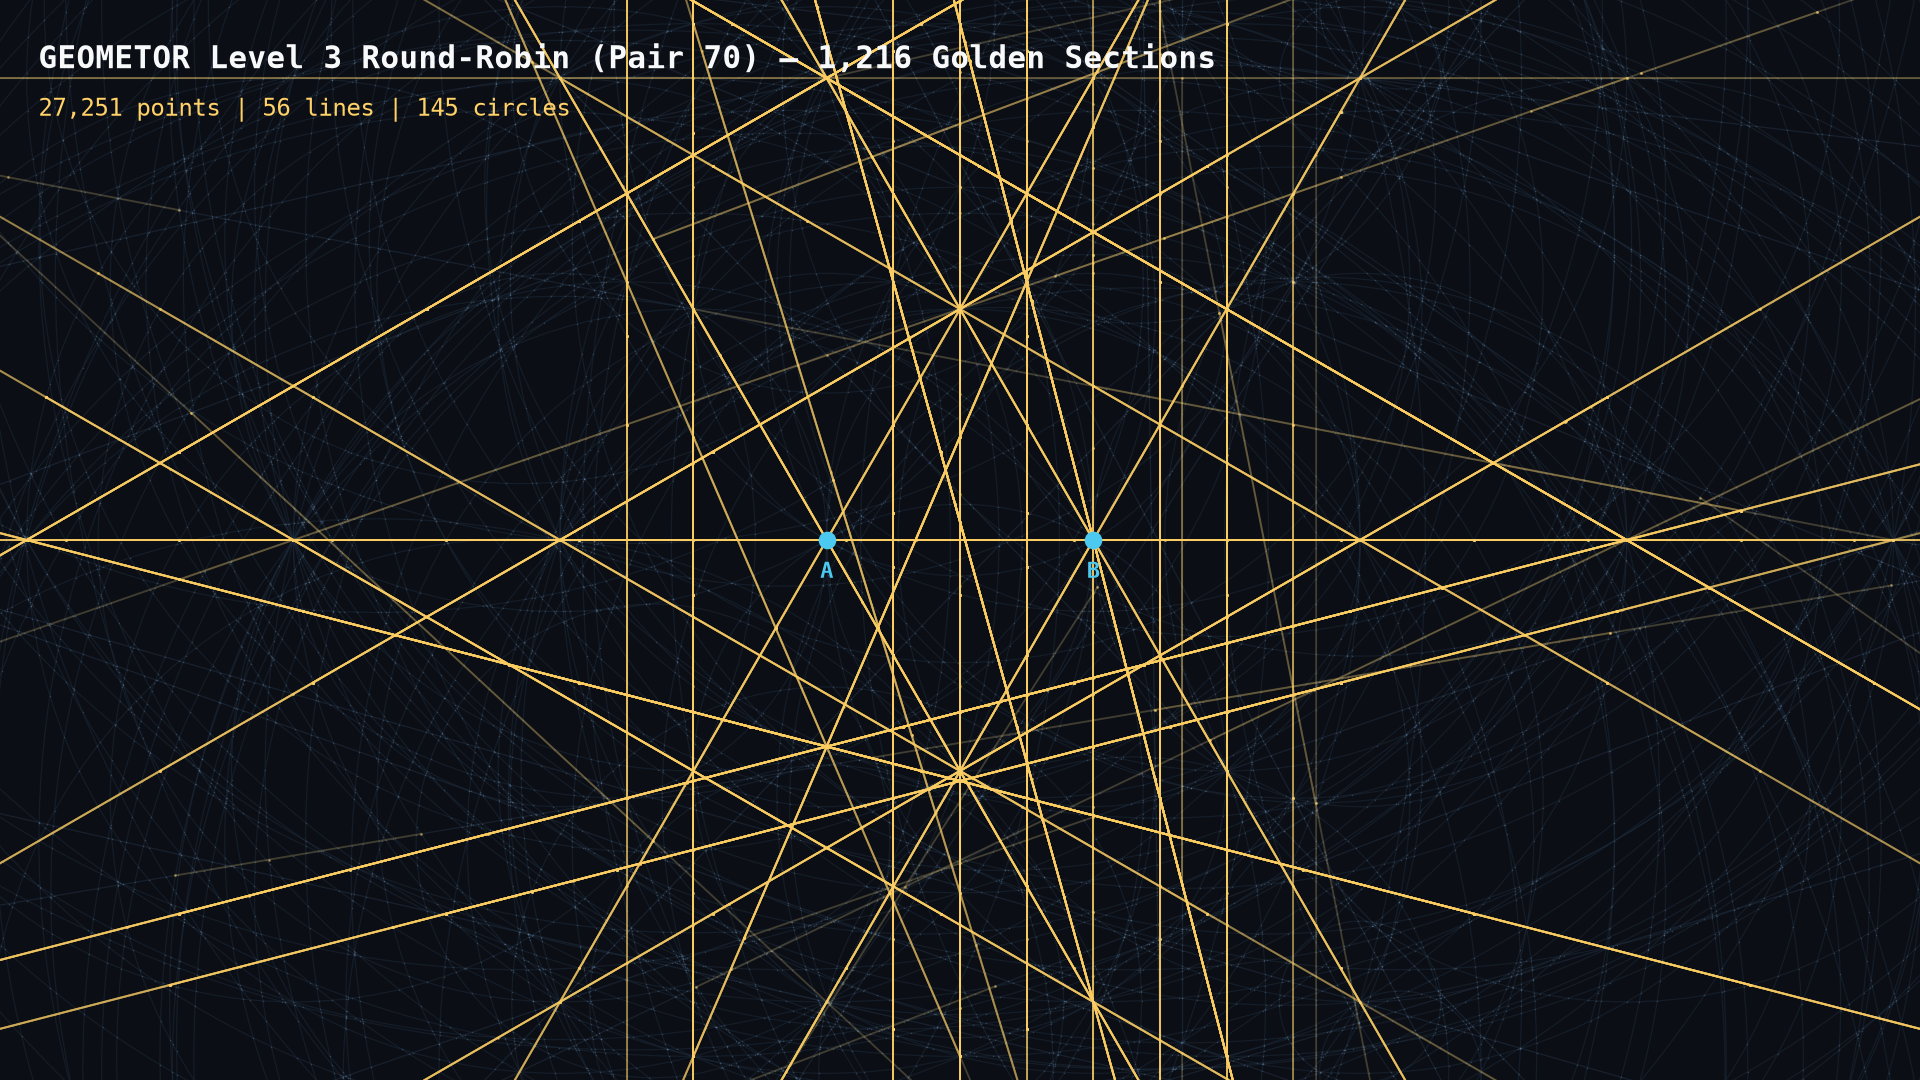 GEOMETOR Level 3 Round-Robin (Pair 70) — 1,216 Golden Sections
27,251 points | 56 lines | 145 circles
A
B